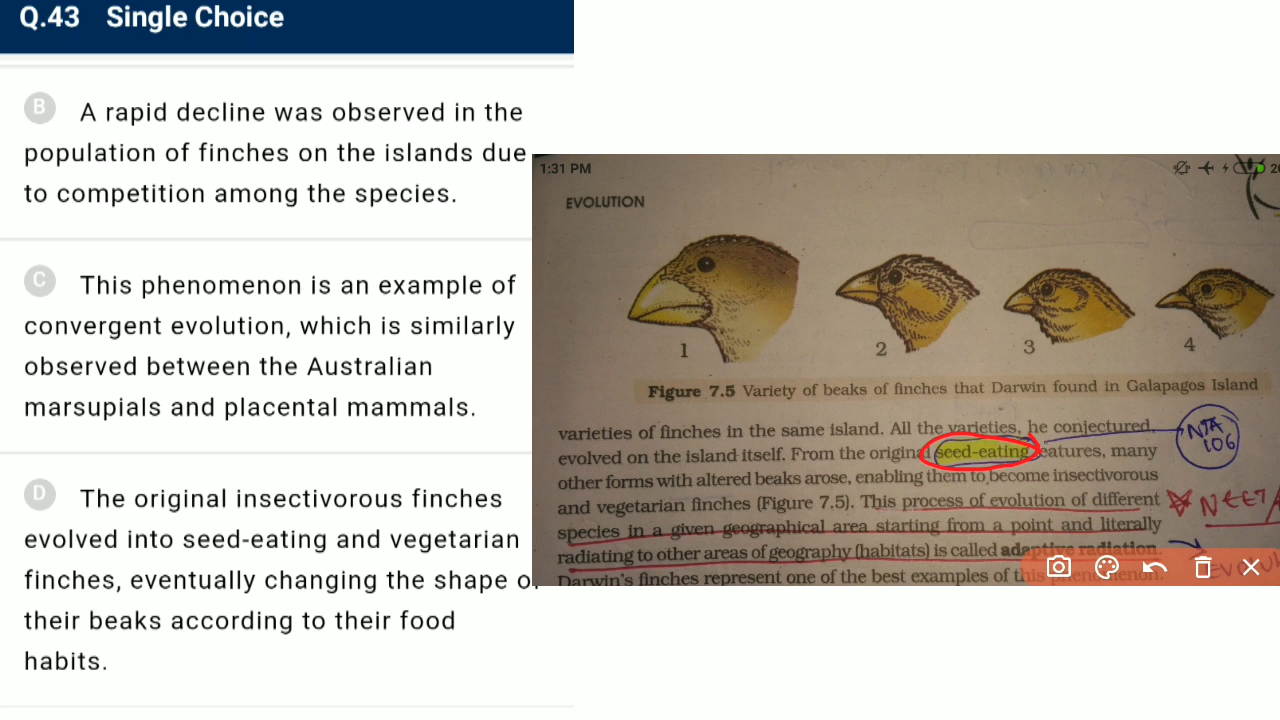 Q.43 Single Choice
B A rapid decline was observed in the
population of finches on the islands due
to competition among the species.
C This phenomenon is an example of
convergent evolution, which is similarly
observed between the Australian
marsupials and placental mammals.
D The original insectivorous finches
evolved into seed-eating and vegetarian
finches, eventually changing the shape of
their beaks according to their food
habits.
1:31 PM
EVOLUTION
1 2 3 4
Figure 7.5 Variety of beaks of finches that Darwin found in Galapagos Island
varieties of finches in the same island. All the varieties, he conjectured,
evolved on the island itself. From the original seed-eating features, many
other forms with altered beaks arose, enabling them to become insectivorous
and vegetarian finches (Figure 7.5). This process of evolution of different
species in a given geographical area starting from a point and literally
radiating to other areas of geography (habitats) is called adaptive radiation.
Darwin's finches represent one of the best examples of this phenomenon.
NTA
106
NEET